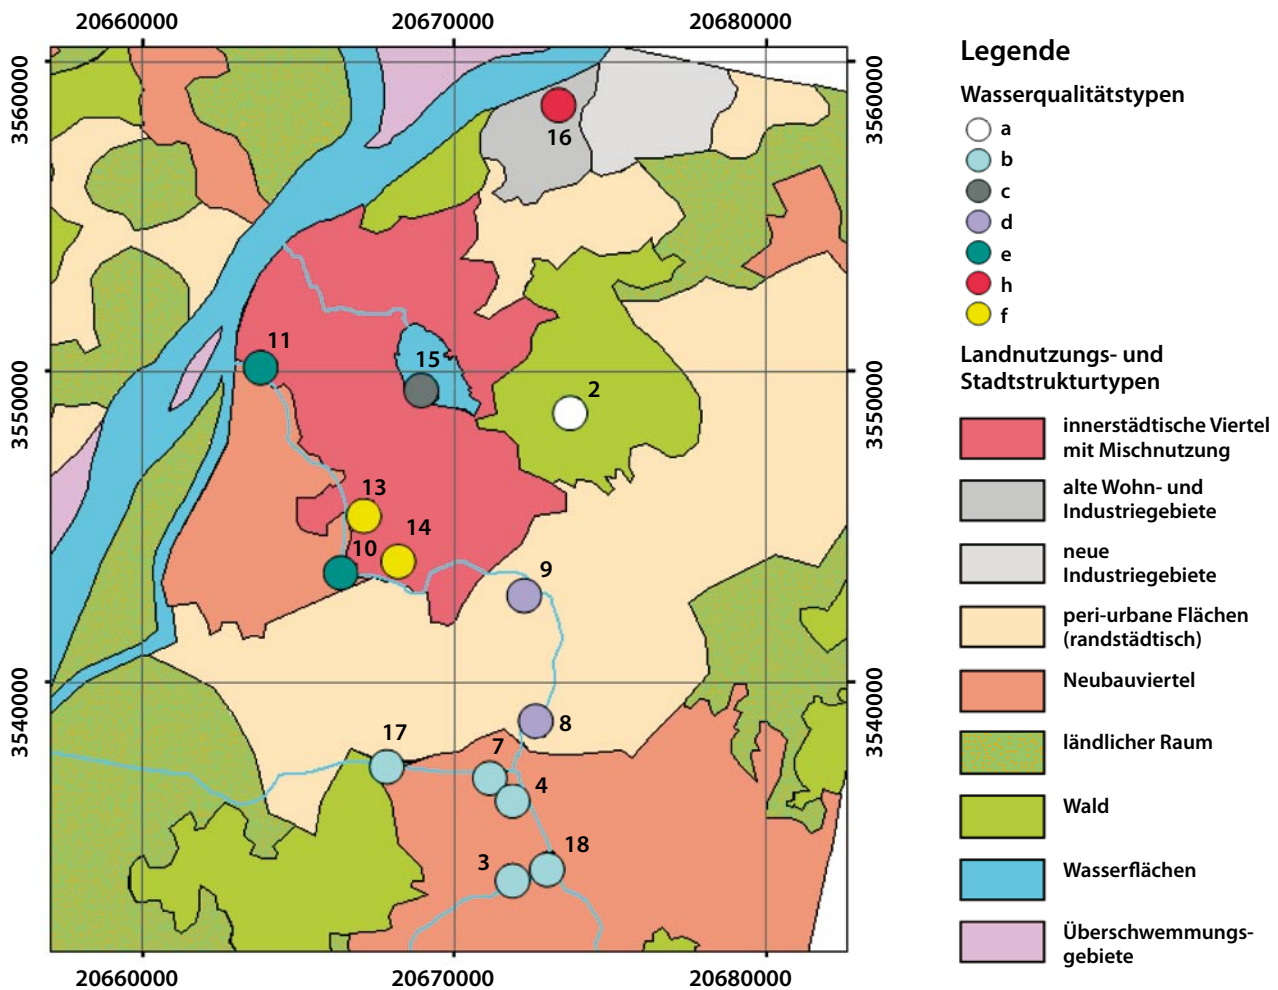 20660000 20670000 20680000
3560000 3560000
16
11
15
2
3550000 3550000
13
14
10
9
3540000 3540000
8
17
7
4
18
3
20660000 20670000 20680000
Legende
Wasserqualitätstypen
a
b
c
d
e
h
f
Landnutzungs- und
Stadtstrukturtypen
innerstädtische Viertel
mit Mischnutzung
alte Wohn- und
Industriegebiete
neue
Industriegebiete
peri-urbane Flächen
(randstädtisch)
Neubauviertel
ländlicher Raum
Wald
Wasserflächen
Überschwemmungs-
gebiete